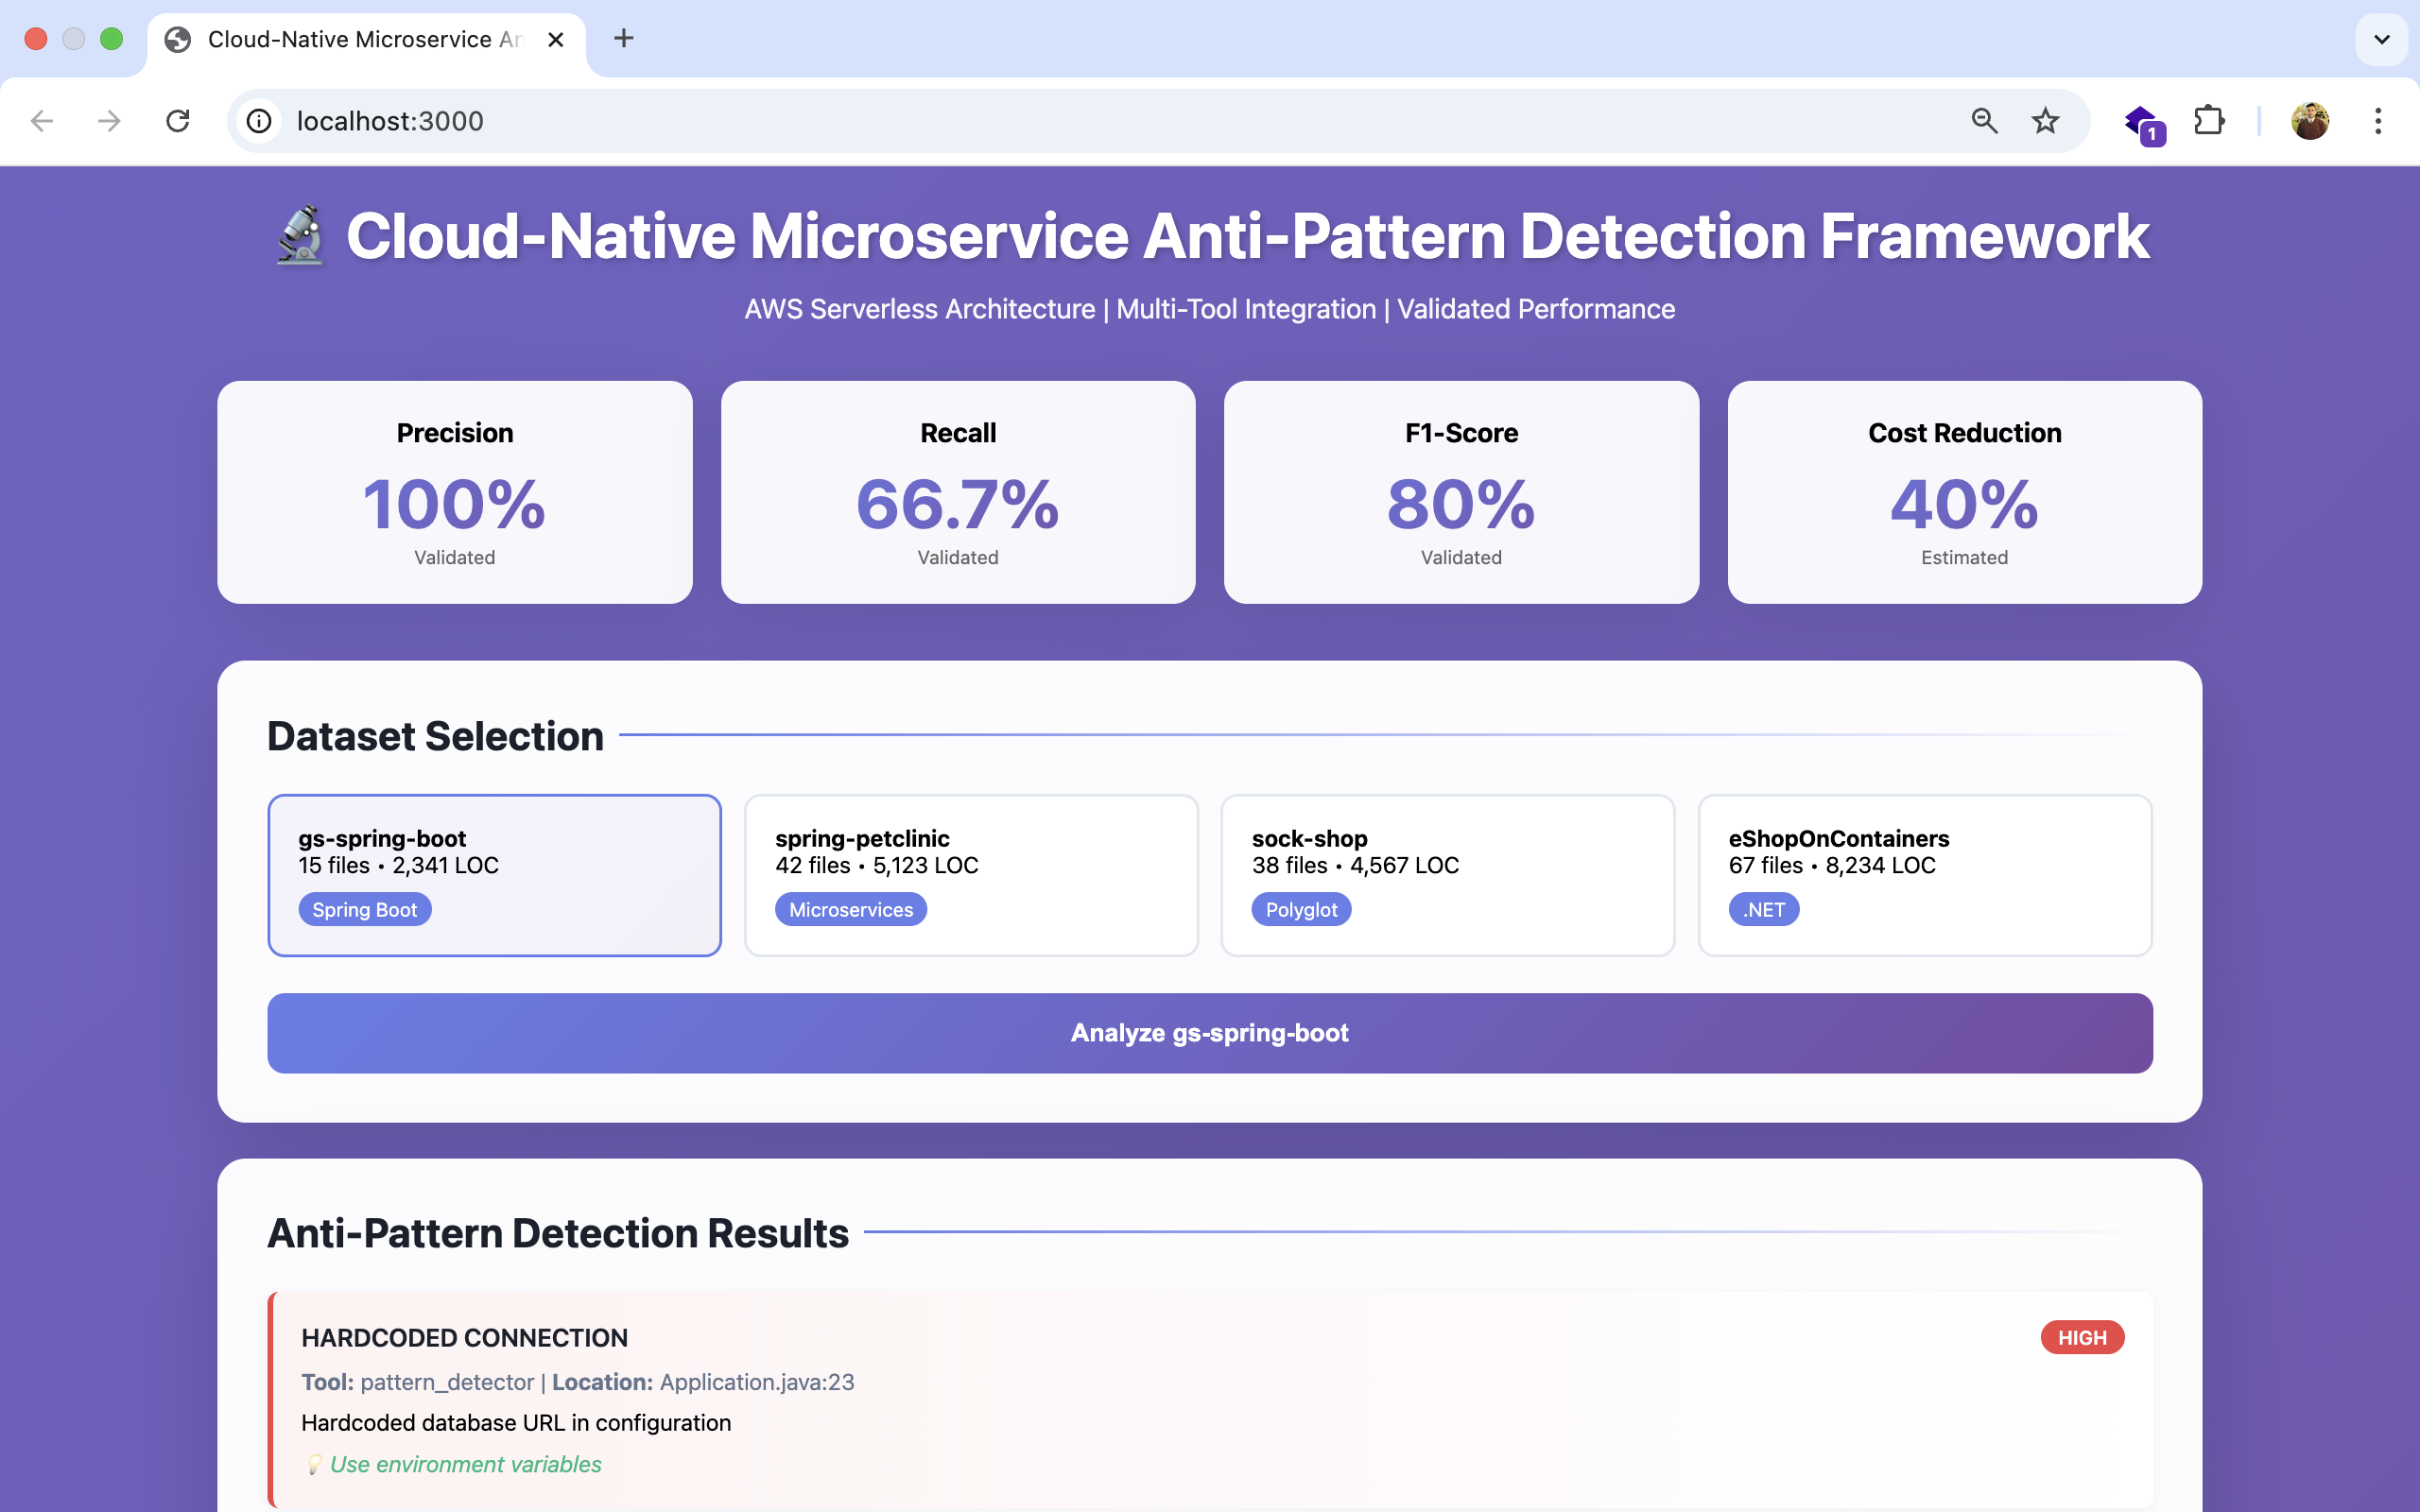 Cloud-Native Microservice An
localhost:3000
1
Cloud-Native Microservice Anti-Pattern Detection Framework
AWS Serverless Architecture | Multi-Tool Integration | Validated Performance
Precision
100%
Validated
Recall
66.7%
Validated
F1-Score
80%
Validated
Cost Reduction
40%
Estimated
Dataset Selection
gs-spring-boot
15 files • 2,341 LOC
Spring Boot
spring-petclinic
42 files • 5,123 LOC
Microservices
sock-shop
38 files • 4,567 LOC
Polyglot
eShopOnContainers
67 files • 8,234 LOC
.NET
Analyze gs-spring-boot
Anti-Pattern Detection Results
HARDCODED CONNECTION
HIGH
Tool: pattern_detector | Location: Application.java:23
Hardcoded database URL in configuration
Use environment variables